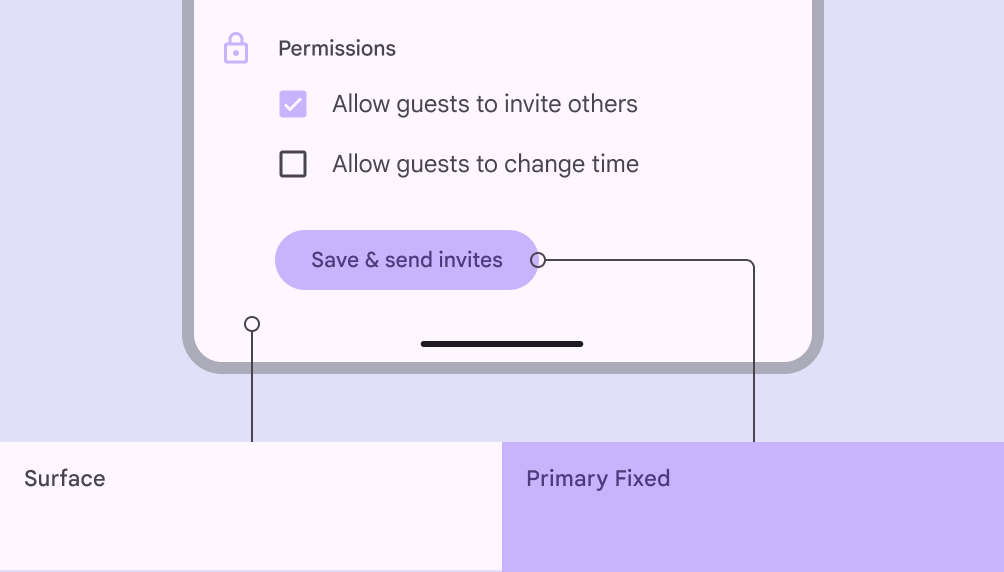 Permissions
Allow guests to invite others
Allow guests to change time
Save & send invites
Surface
Primary Fixed